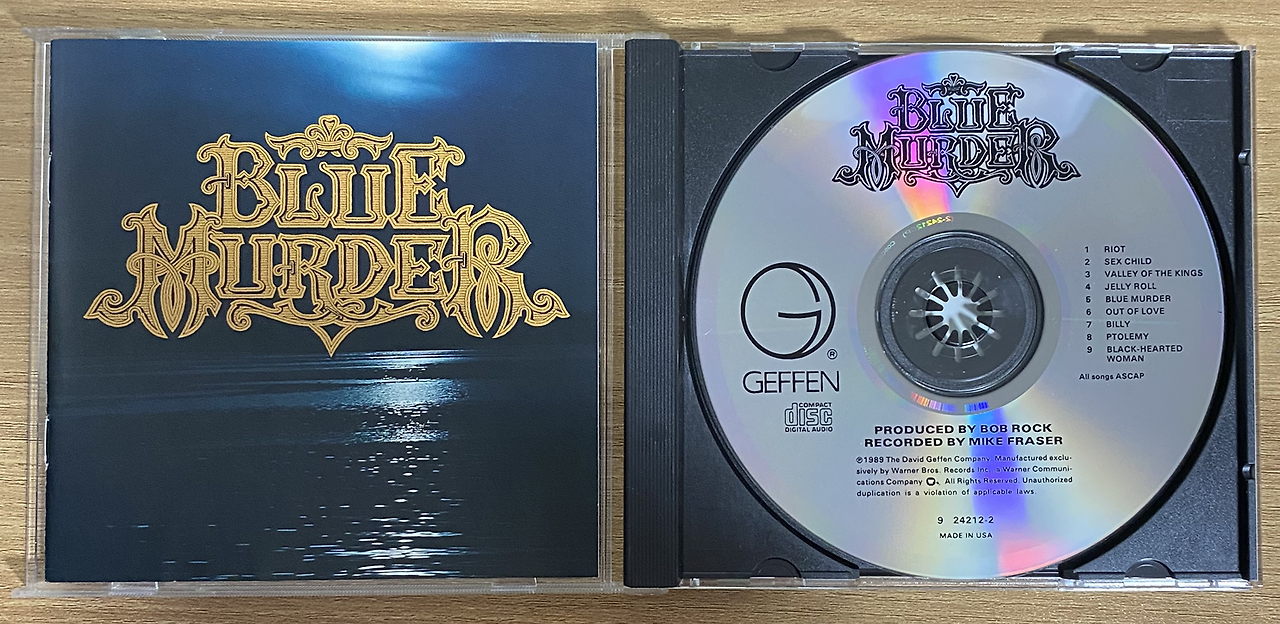 BLUE
MURDER
BLUE
MURDER
1 RIOT
2 SEX CHILD
3 VALLEY OF THE KINGS
4 JELLY ROLL
5 BLUE MURDER
6 OUT OF LOVE
7 BILLY
8 PTOLEMY
9 BLACK-HEARTED
WOMAN
All songs ASCAP
G
®
GEFFEN
COMPACT
disc
DIGITAL AUDIO
PRODUCED BY BOB ROCK
RECORDED BY MIKE FRASER
℗1989 The David Geffen Company. Manufactured exclu-
sively by Warner Bros. Records Inc., a Warner Communi-
cations Company. All Rights Reserved. Unauthorized
duplication is a violation of applicable laws.
9 24212-2
MADE IN USA